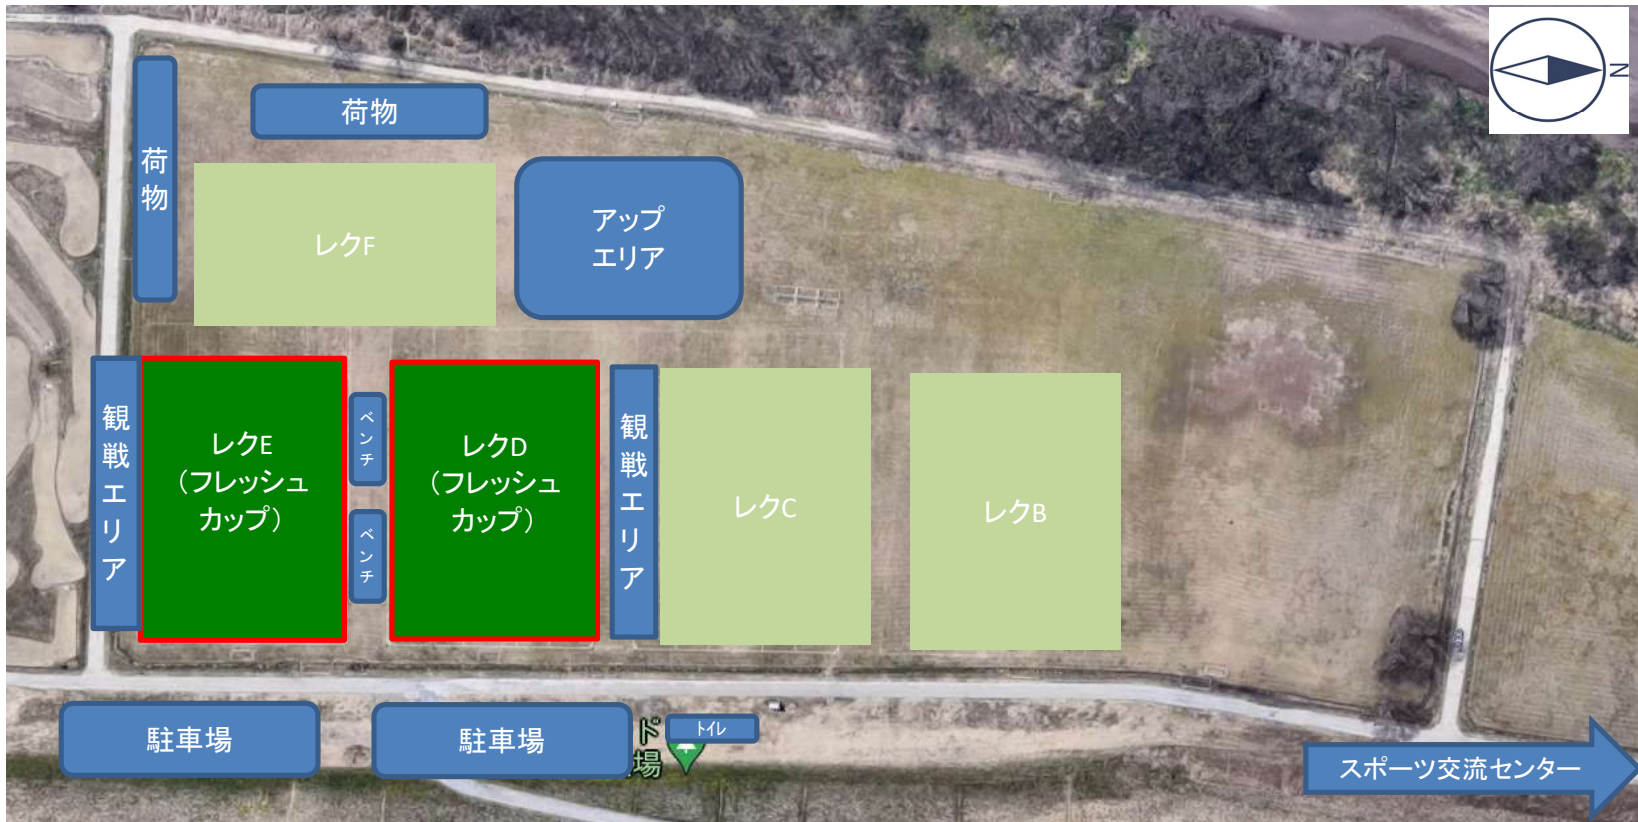 N
荷物
荷物
レクF
アップ
エリア
観戦エリア
レクE
(フレッシュ
カップ)
ベンチ
ベンチ
レクD
(フレッシュ
カップ)
観戦エリア
レクC
レクB
駐車場
駐車場
ド
場
トイレ
スポーツ交流センター